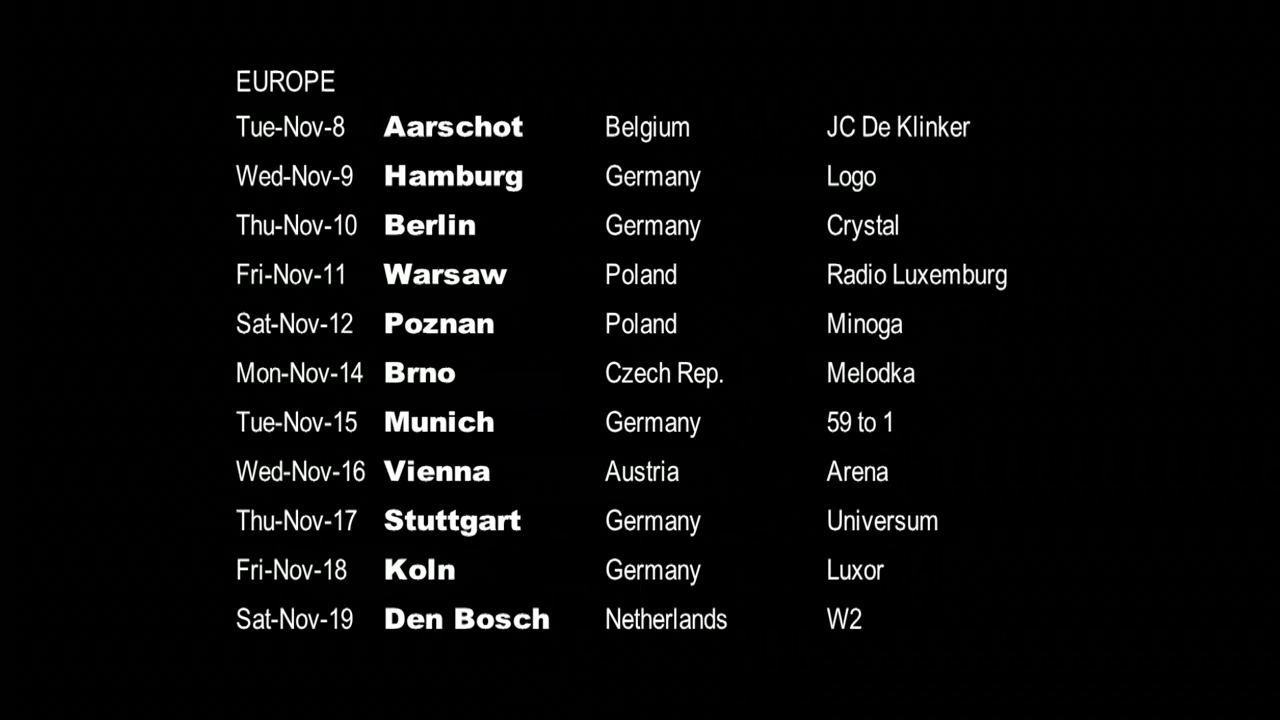 EUROPE
Tue-Nov-8 Aarschot Belgium JC De Klinker
Wed-Nov-9 Hamburg Germany Logo
Thu-Nov-10 Berlin Germany Crystal
Fri-Nov-11 Warsaw Poland Radio Luxemburg
Sat-Nov-12 Poznan Poland Minoga
Mon-Nov-14 Brno Czech Rep. Melodka
Tue-Nov-15 Munich Germany 59 to 1
Wed-Nov-16 Vienna Austria Arena
Thu-Nov-17 Stuttgart Germany Universum
Fri-Nov-18 Koln Germany Luxor
Sat-Nov-19 Den Bosch Netherlands W2